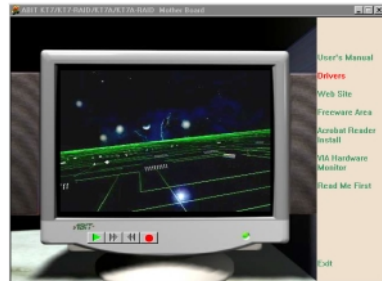 ABIT KT7/KT7-RAID/KT7A/KT7A-RAID Mother Board
User's Manual
Drivers
Web Site
Freeware Area
Acrobat Reader
Install
VIA Hardware
Monitor
Read Me First
ABIT
Exit